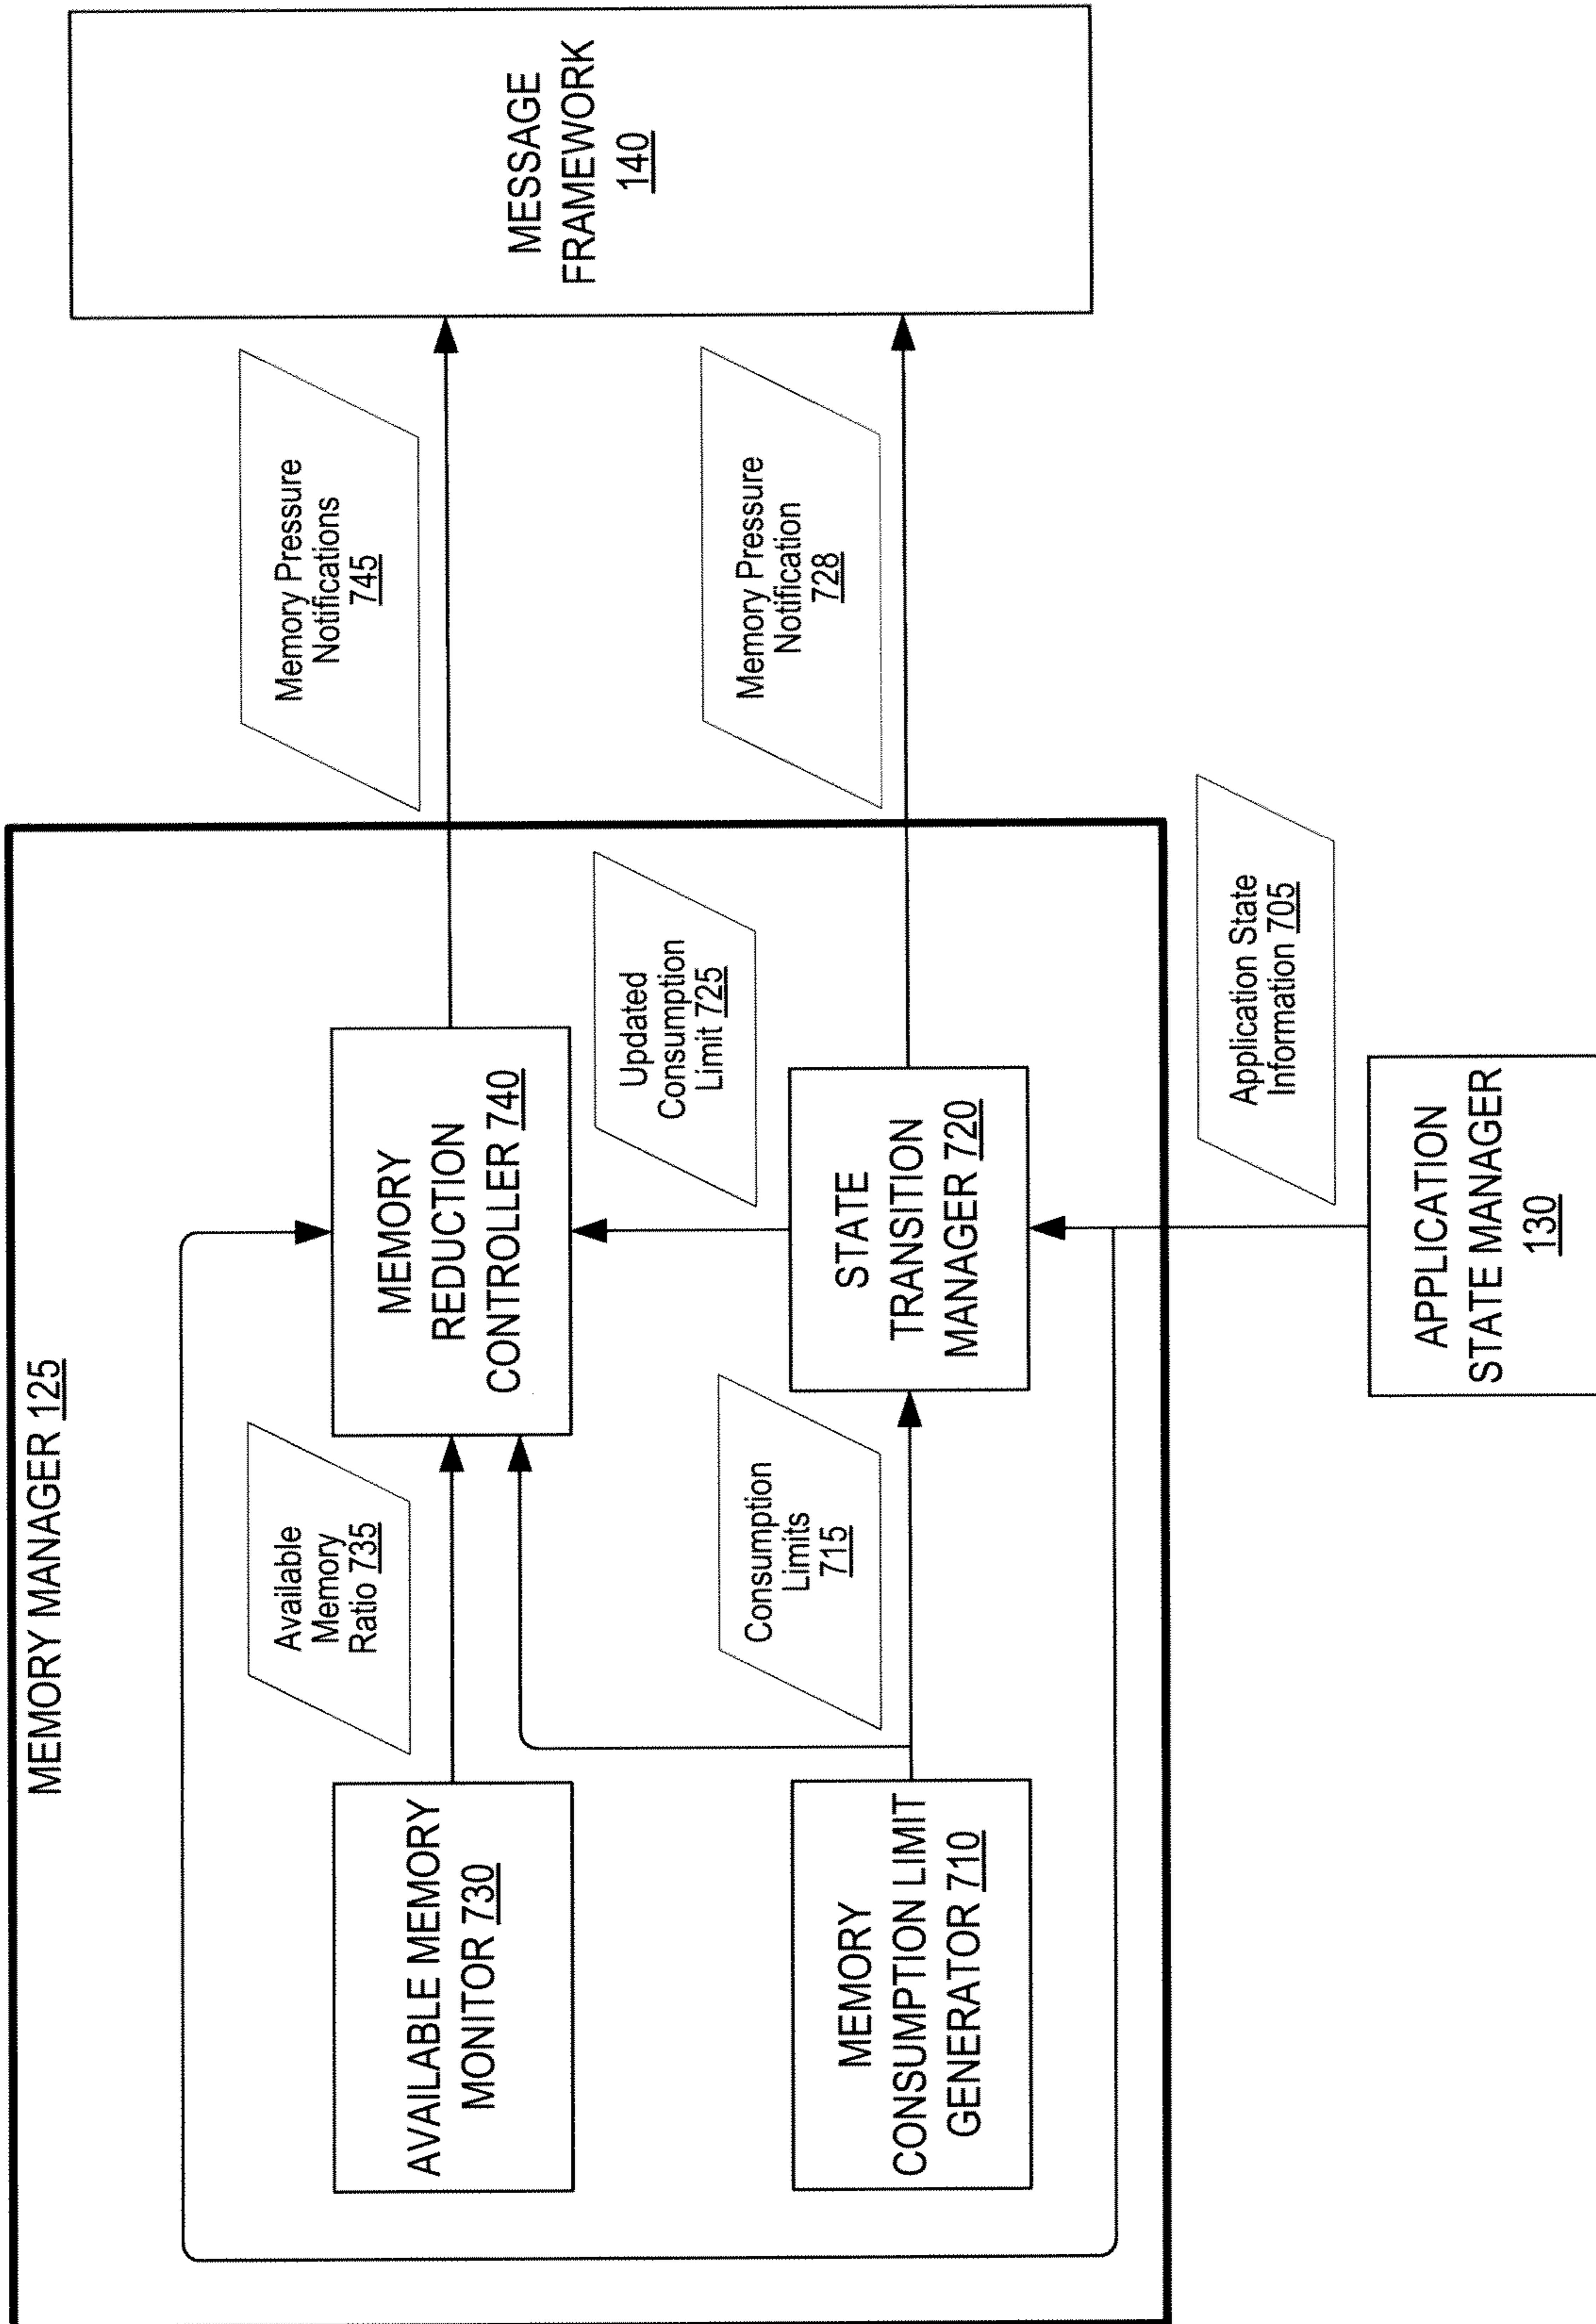 MEMORY MANAGER 125
AVAILABLE MEMORY
MONITOR 730
Available
Memory
Ratio 735
MEMORY
REDUCTION
CONTROLLER 740
Memory Pressure
Notifications
745
MESSAGE
FRAMEWORK
140
Updated
Consumption
Limit 725
MEMORY
CONSUMPTION LIMIT
GENERATOR 710
Consumption
Limits
715
STATE
TRANSITION
MANAGER 720
Memory Pressure
Notification
728
Application State
Information 705
APPLICATION
STATE MANAGER
130